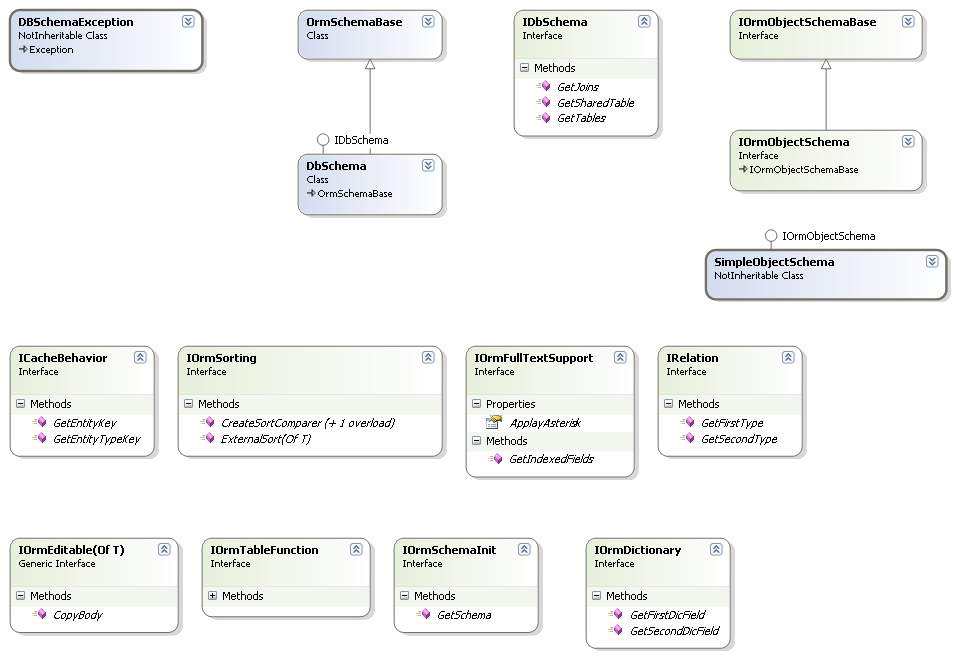 DBSchemaException
NotInheritable Class
Exception
OrmSchemaBase
Class
IDbSchema
Interface
Methods
GetJoins
GetSharedTable
GetTables
IOrmObjectSchemaBase
Interface
IDbSchema
DbSchema
Class
OrmSchemaBase
IOrmObjectSchema
Interface
IOrmObjectSchemaBase
IOrmObjectSchema
SimpleObjectSchema
NotInheritable Class
ICacheBehavior
Interface
Methods
GetEntityKey
GetEntityTypeKey
IOrmSorting
Interface
Methods
CreateSortComparer (+ 1 overload)
ExternalSort(Of T)
IOrmFullTextSupport
Interface
Properties
ApplayAsterisk
Methods
GetIndexedFields
IRelation
Interface
Methods
GetFirstType
GetSecondType
IOrmEditable(Of T)
Generic Interface
Methods
CopyBody
IOrmTableFunction
Interface
Methods
IOrmSchemaInit
Interface
Methods
GetSchema
IOrmDictionary
Interface
Methods
GetFirstDicField
GetSecondDicField